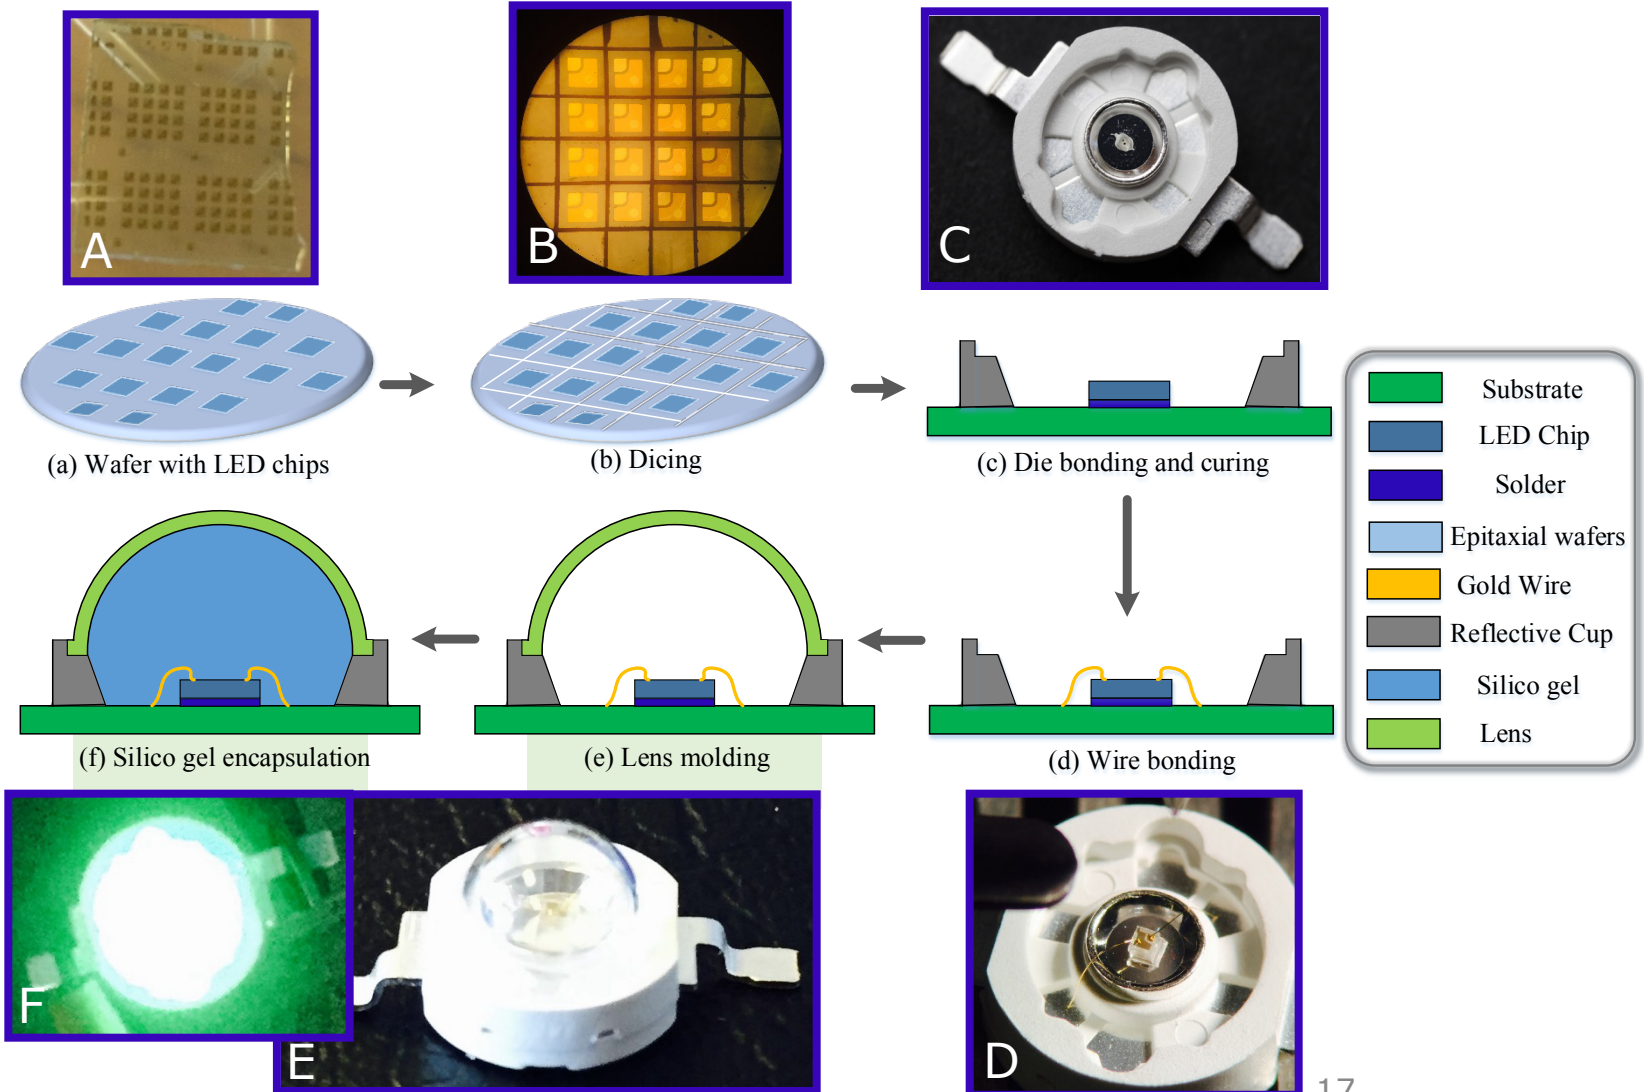 A
B
C
(a) Wafer with LED chips
(b) Dicing
(c) Die bonding and curing
Substrate
LED Chip
Solder
Epitaxial wafers
Gold Wire
Reflective Cup
Silico gel
Lens
(f) Silico gel encapsulation
(e) Lens molding
(d) Wire bonding
F
E
D
17